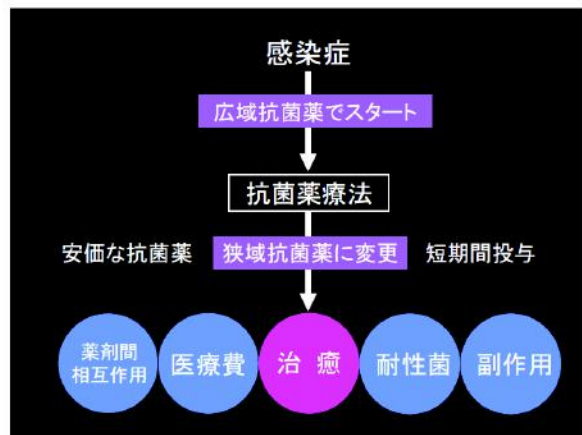 感染症
広域抗菌薬でスタート
抗菌薬療法
安価な抗菌薬 狭域抗菌薬に変更 短期間投与
薬剤間
相互作用
医療費
治 癒
耐性菌
副作用